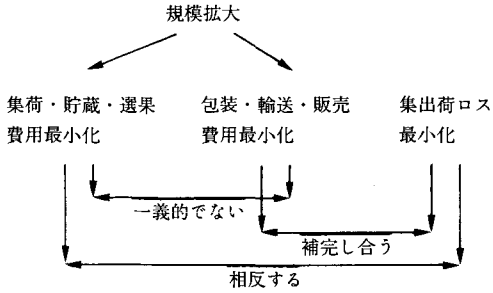 規模拡大
集荷・貯蔵・選果
費用最小化
包装・輸送・販売
費用最小化
集出荷ロス
最小化
一義的でない
補完し合う
相反する